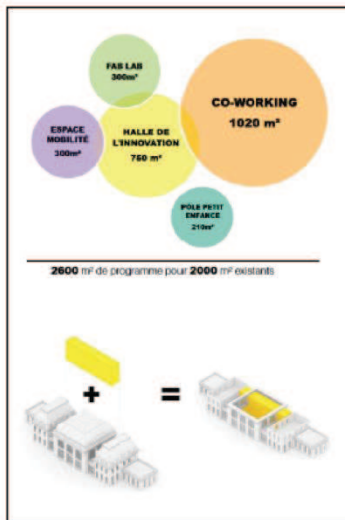 FAB LAB
300m²
CO-WORKING
1020 m²
ESPACE
MOBILITÉ
300m²
HALLE DE
L'INNOVATION
750 m²
PÔLE PETIT
ENFANCE
210m²
2600 m² de programme pour 2000 m² existants
+ =